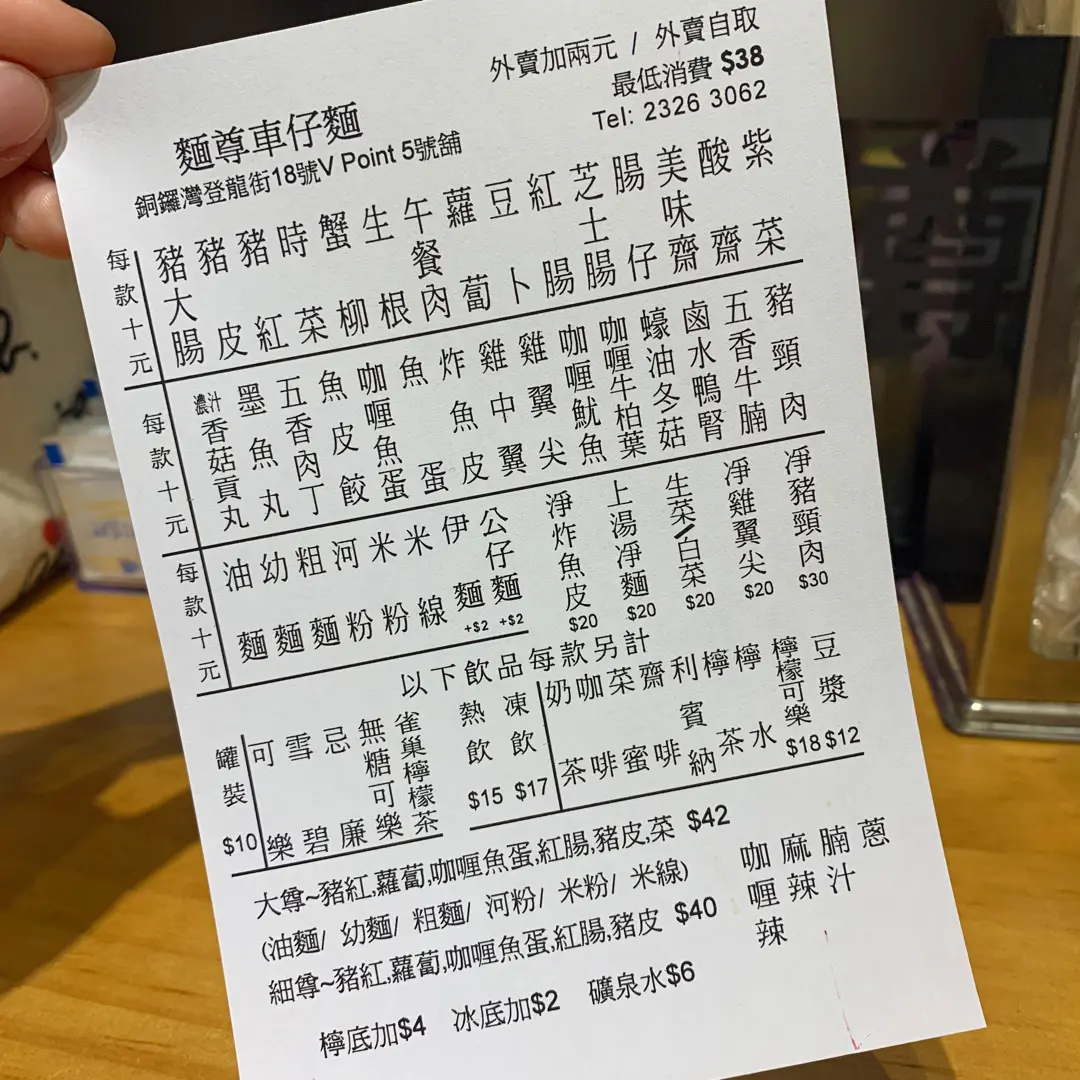 外賣加兩元 / 外賣自取
最低消費 $38
Tel: 2326 3062
麵尊車仔麵
銅鑼灣登龍街18號V Point 5號舖
每款十元
豬大腸
豬皮
豬紅
時菜
蟹柳
生根
午餐肉
蘿蔔
豆卜
紅腸
芝士腸
腸仔
美味齋
酸齋
紫菜
每款十元
濃汁香菇貢丸
墨魚丸
五香肉丁
魚皮餃
咖喱魚蛋
魚蛋
炸魚皮
雞中翼
雞翼尖
咖喱魷魚
咖喱牛柏葉
蠔油冬菇
鹵水鴨腎
五香牛腩
豬頸肉
每款十元
油麵
幼麵
粗麵
河粉
米粉
米線
伊麵 +$2
公仔麵 +$2
淨炸魚皮 $20
上湯凈麵 $20
生菜/白菜 $20
凈雞翼尖 $20
凈豬頸肉 $30
以下飲品每款另計
罐裝 $10
可樂
雪碧
忌廉
無糖可樂
雀巢檸檬茶
熱飲 $15
凍飲 $17
奶茶
咖啡
菜蜜
齋啡
利賓納
檸茶
檸水
檸檬可樂 $18
豆漿 $12
大尊~豬紅,蘿蔔,咖喱魚蛋,紅腸,豬皮,菜 $42
(油麵/ 幼麵/ 粗麵/ 河粉/ 米粉/ 米線)
細尊~豬紅,蘿蔔,咖喱魚蛋,紅腸,豬皮 $40
咖喱辣
麻辣
腩汁
蔥
檸底加$4 冰底加$2 礦泉水$6